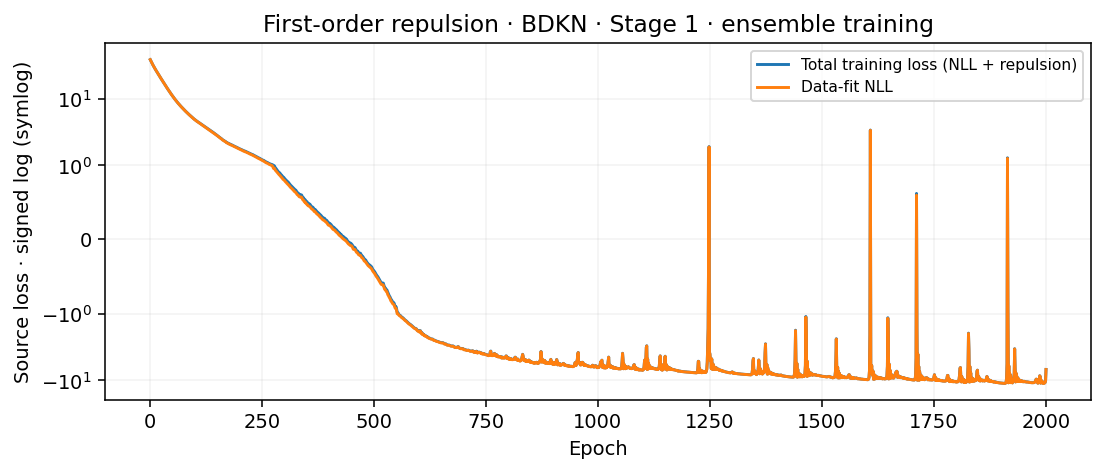 First-order repulsion · BDKN · Stage 1 · ensemble training
Source loss · signed log (symlog)
10¹
10⁰
0
−10⁰
−10¹
Total training loss (NLL + repulsion)
Data-fit NLL
0 250 500 750 1000 1250 1500 1750 2000
Epoch